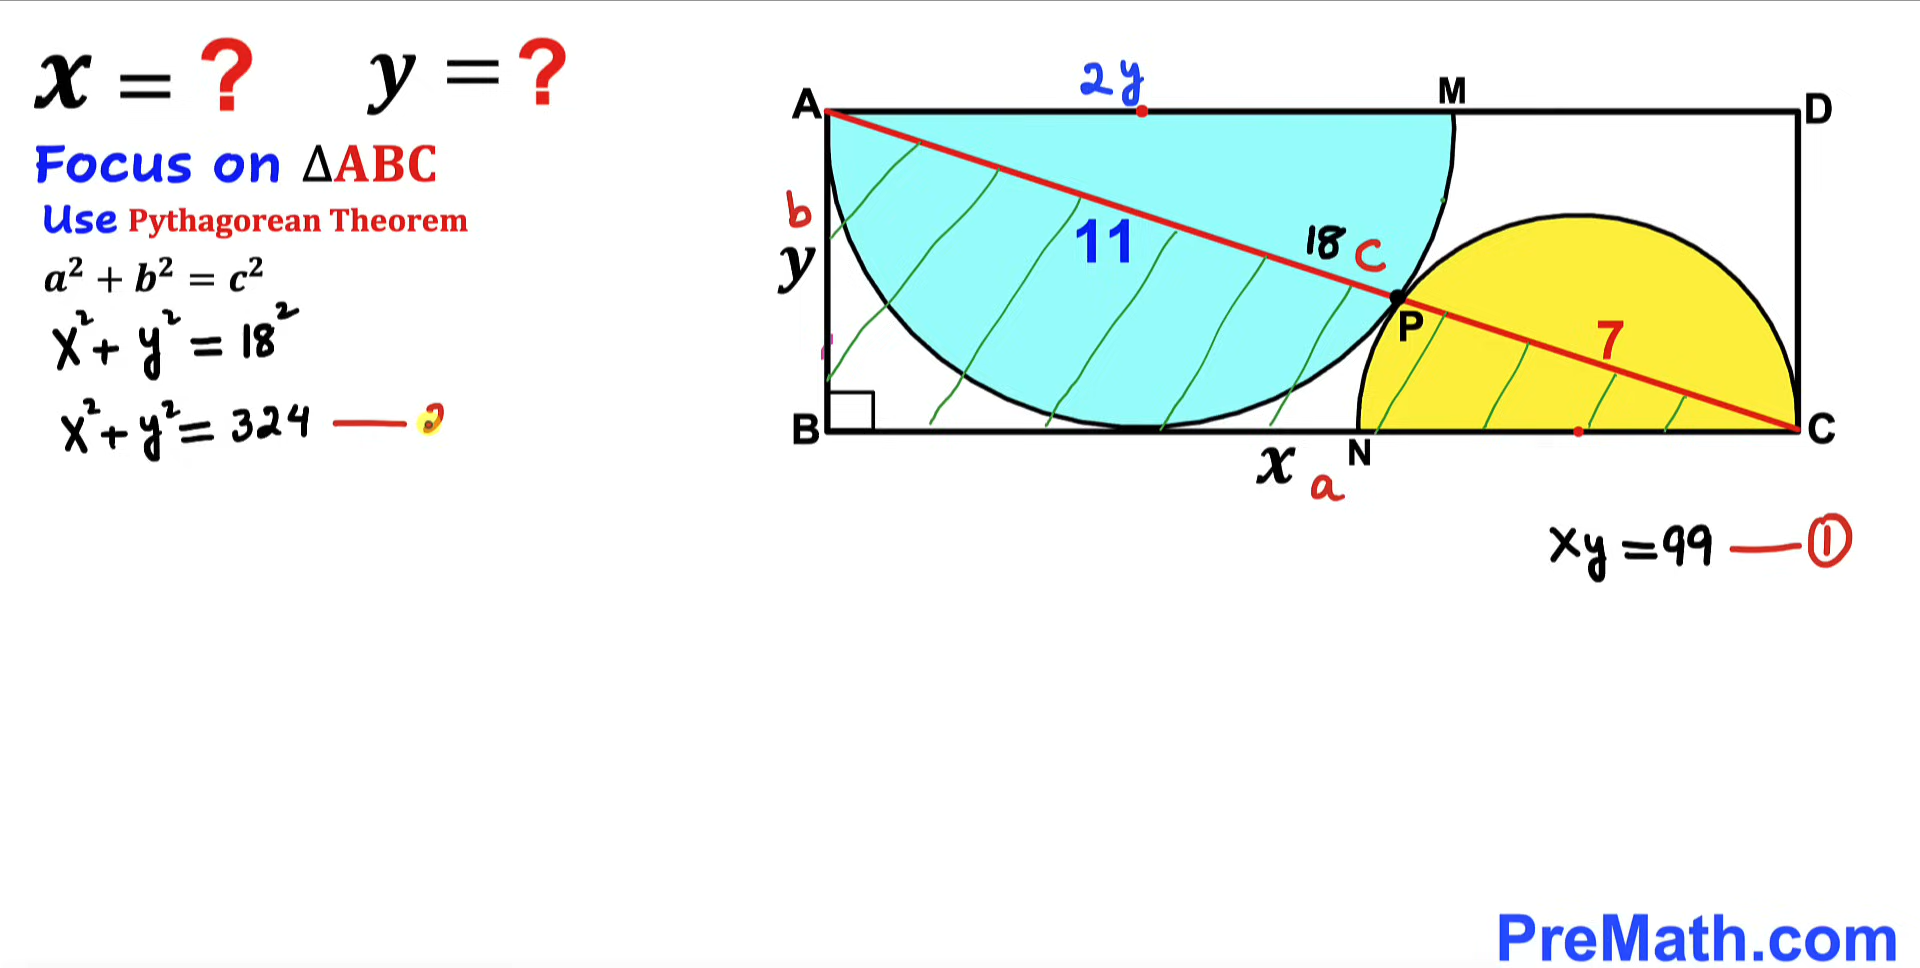 x = ? y = ?
Focus on ΔABC
Use Pythagorean Theorem
a² + b² = c²
x² + y² = 18²
x² + y² = 324
2y
A
M
D
b
y
11
18 c
P
7
B
x a
N
C
xy = 99 — ①
PreMath.com